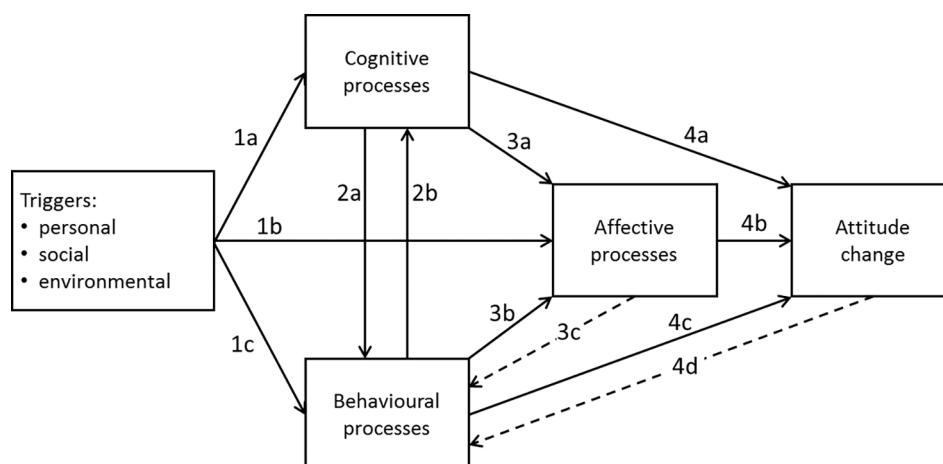 Cognitive
processes
1a
3a
4a
Triggers:
• personal
• social
• environmental
2a
2b
1b
Affective
processes
4b
Attitude
change
1c
3b
3c
4c
4d
Behavioural
processes